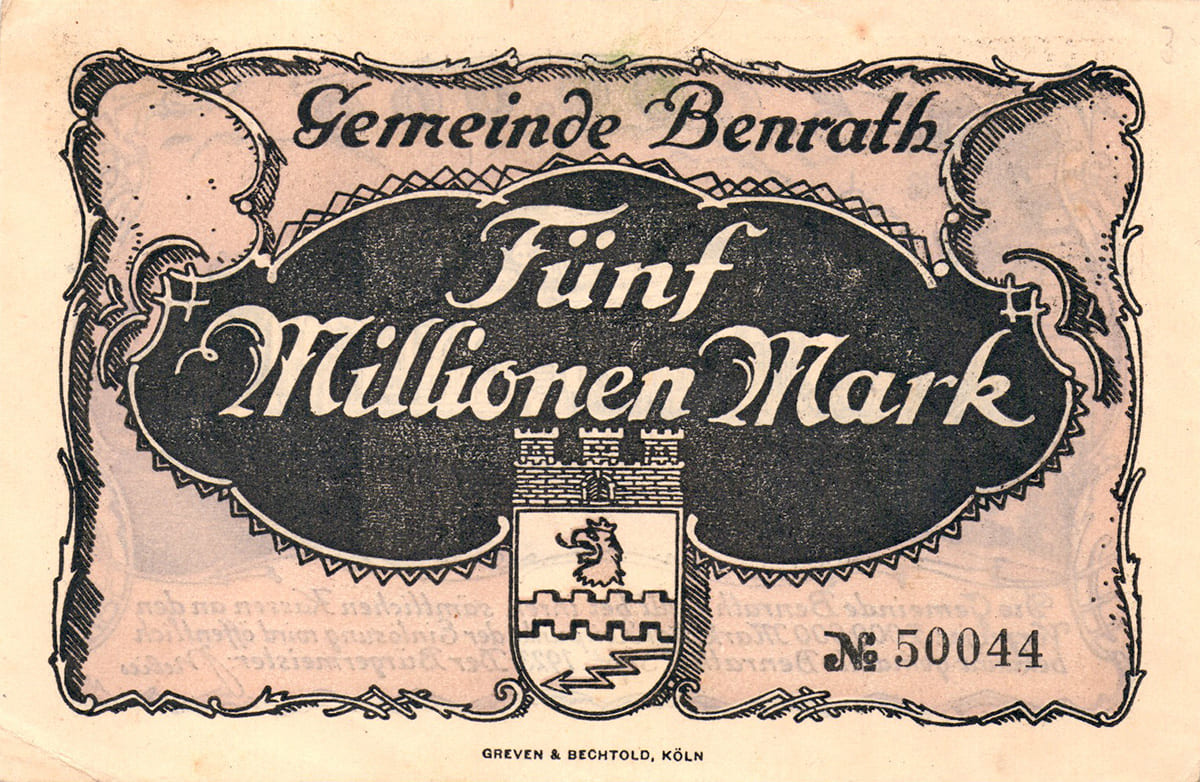 Gemeinde Benrath
Fünf
Millionen Mark
№ 50044
GREVEN & BECHTOLD, KÖLN